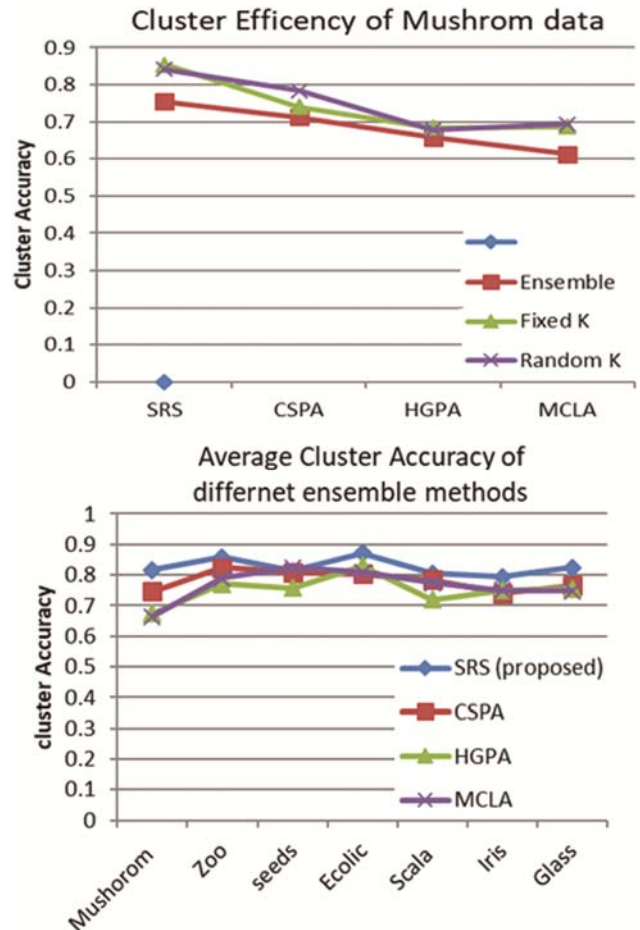 Cluster Efficency of Mushrom data
0.9
0.8
0.7
0.6
0.5
0.4
0.3
0.2
0.1
0
Cluster Accuracy
Ensemble
Fixed K
Random K
SRS CSPA HGPA MCLA
Average Cluster Accuracy of
differnet ensemble methods
1
0.9
0.8
0.7
0.6
0.5
0.4
0.3
0.2
0.1
0
cluster Accuracy
SRS (proposed)
CSPA
HGPA
MCLA
Mushorom Zoo seeds Ecolic Scala Iris Glass